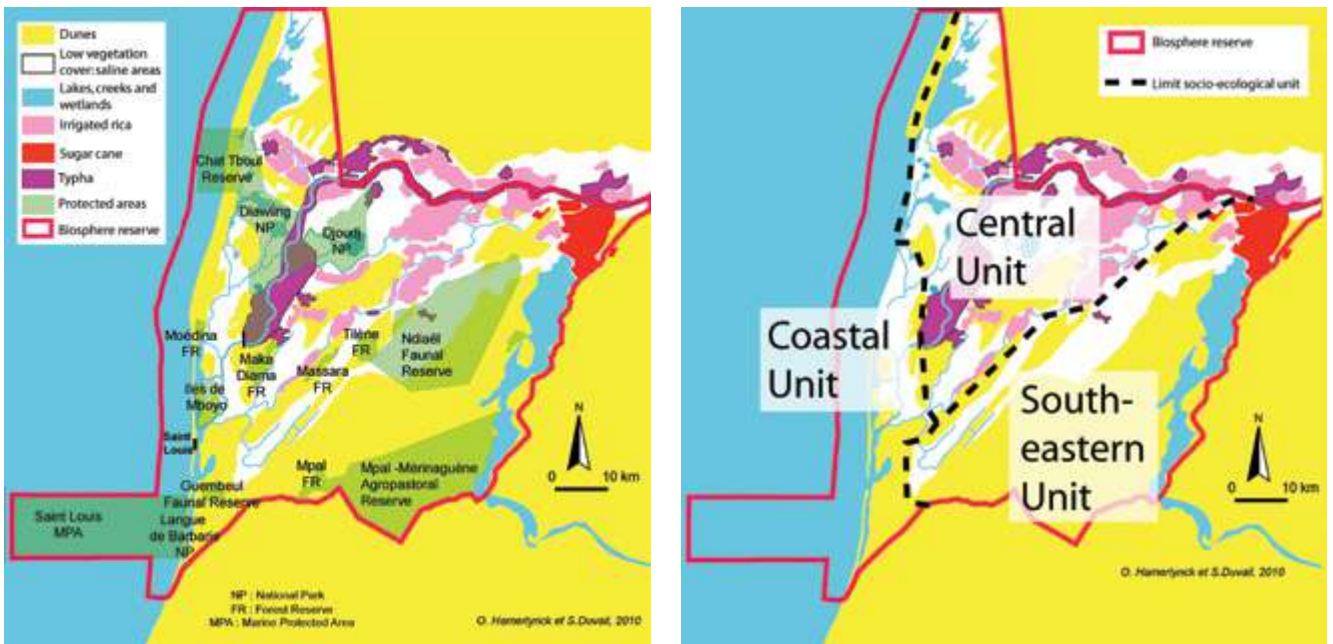 Dunes
Low vegetation
cover: saline areas
Lakes, creeks and
wetlands
Irrigated rica
Sugar cane
Typha
Protected areas
Biosphere reserve
Chat Tboul
Reserve
Diawling
NP
Djoudj
NP
Moëdina
FR
Maka
Diama
FR
Tilène
FR
Massara
FR
Ndiaël
Faunal
Reserve
Iles de
Mboyo
Saint
Louis
Mpal
FR
Mpal -Mérinaguène
Agropastoral
Reserve
Guembeul
Faunal Reserve
Langue
de Barbarie
NP
Saint Louis
MPA
N
0 10 km
NP : National Park
FR : Forest Reserve
MPA : Marine Protected Area
O. Hamerlynck et S.Duvail, 2010
Biosphere reserve
Limit socio-ecological unit
Central
Unit
Coastal
Unit
South-
eastern
Unit
N
0 10 km
O. Hamerlynck et S.Duvail, 2010